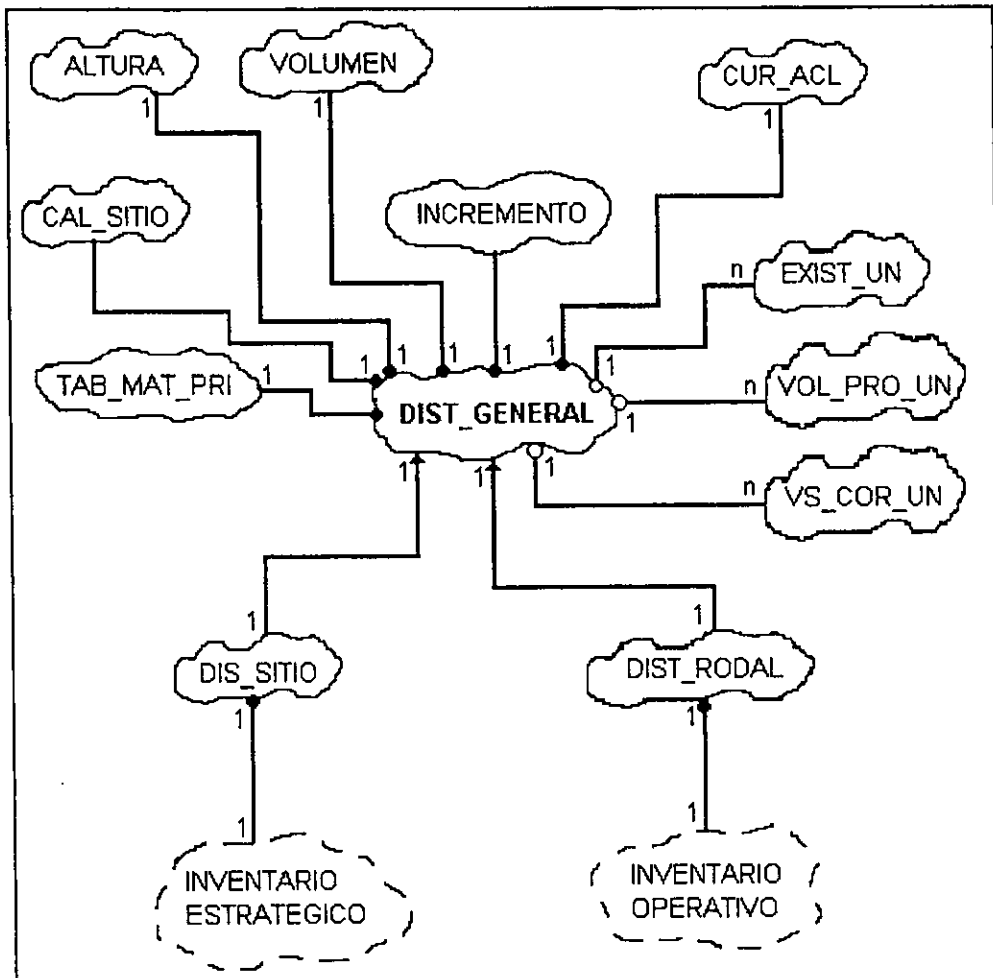 ALTURA
1
VOLUMEN
1
CUR_ACL
1
CAL_SITIO
INCREMENTO
EXIST_UN
n
TAB_MAT_PRI
1
1
1
1
1
1
1
DIST_GENERAL
1
n
VOL_PRO_UN
1
1
1
n
VS_COR_UN
1
1
DIS_SITIO
DIST_RODAL
1
1
1
1
INVENTARIO
ESTRATEGICO
INVENTARIO
OPERATIVO